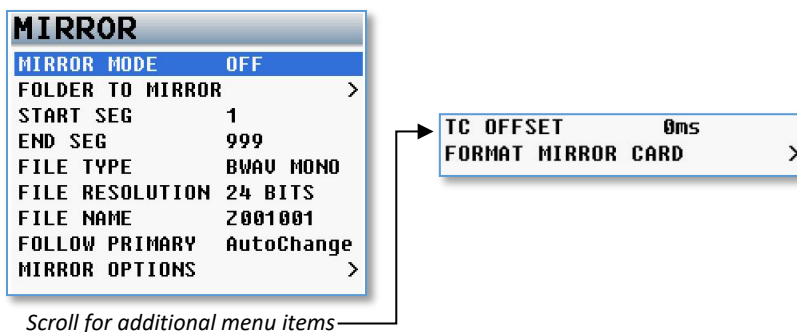 MIRROR
MIRROR MODE OFF
FOLDER TO MIRROR >
START SEG 1
END SEG 999
FILE TYPE BWAV MONO
FILE RESOLUTION 24 BITS
FILE NAME Z001001
FOLLOW PRIMARY AutoChange
MIRROR OPTIONS >
Scroll for additional menu items
TC OFFSET 0ms
FORMAT MIRROR CARD >